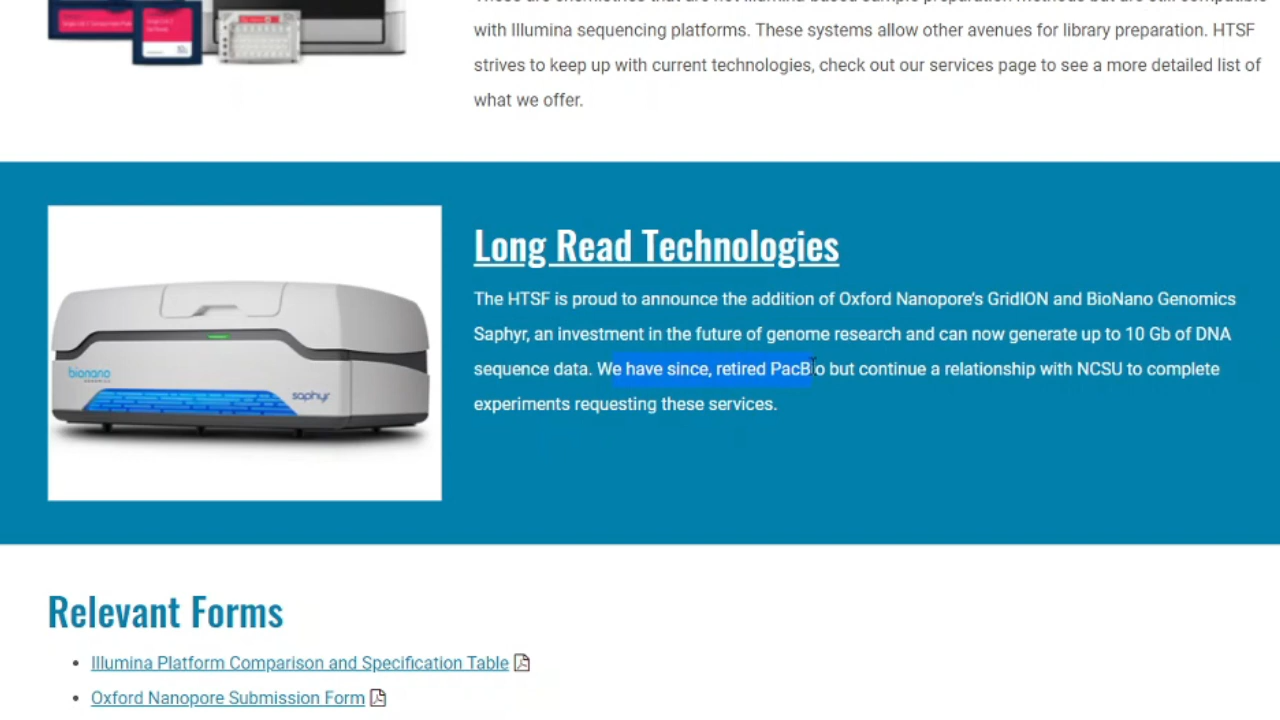 with Illumina sequencing platforms. These systems allow other avenues for library preparation. HTSF
strives to keep up with current technologies, check out our services page to see a more detailed list of
what we offer.
bionano
GENOMICS
saphyr
Long Read Technologies
The HTSF is proud to announce the addition of Oxford Nanopore's GridION and BioNano Genomics
Saphyr, an investment in the future of genome research and can now generate up to 10 Gb of DNA
sequence data. We have since, retired PacBio but continue a relationship with NCSU to complete
experiments requesting these services.
Relevant Forms
Illumina Platform Comparison and Specification Table
Oxford Nanopore Submission Form